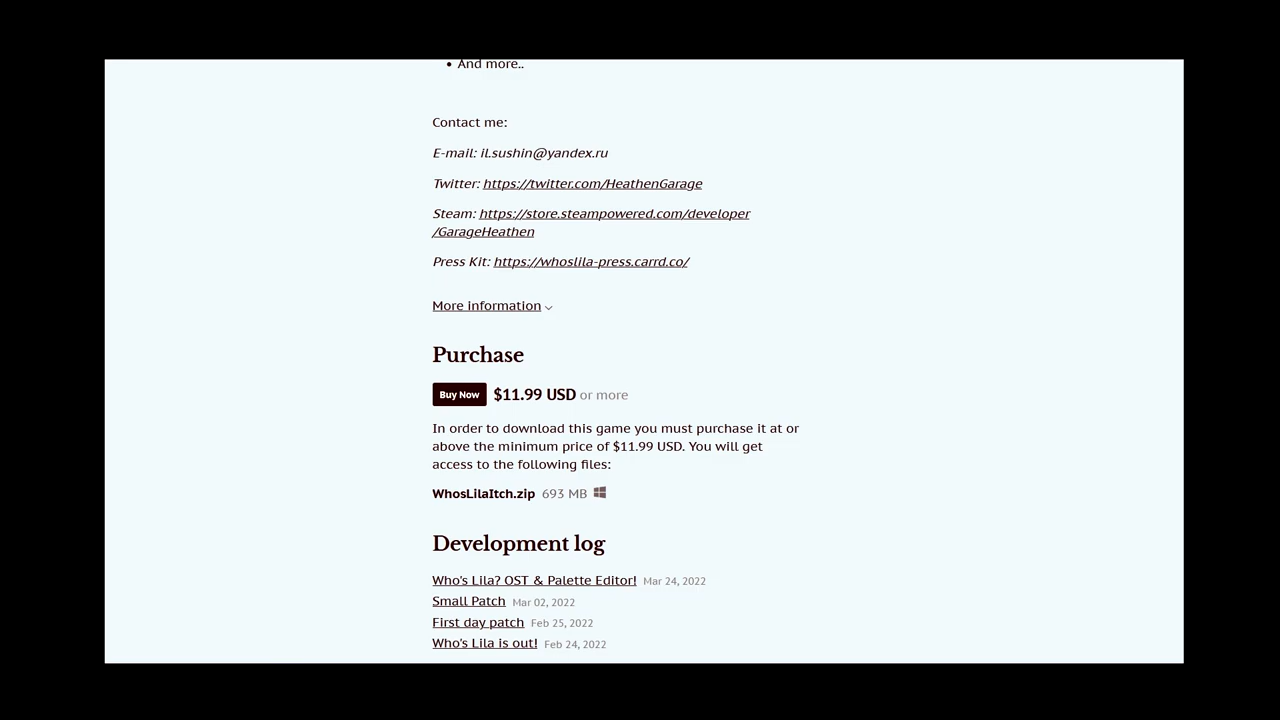 • And more..
Contact me:
E-mail: il.sushin@yandex.ru
Twitter: https://twitter.com/HeathenGarage
Steam: https://store.steampowered.com/developer
/GarageHeathen
Press Kit: https://whoslila-press.carrd.co/
More information
Purchase
Buy Now $11.99 USD or more
In order to download this game you must purchase it at or
above the minimum price of $11.99 USD. You will get
access to the following files:
WhosLilaItch.zip 693 MB
Development log
Who's Lila? OST & Palette Editor! Mar 24, 2022
Small Patch Mar 02, 2022
First day patch Feb 25, 2022
Who's Lila is out! Feb 24, 2022